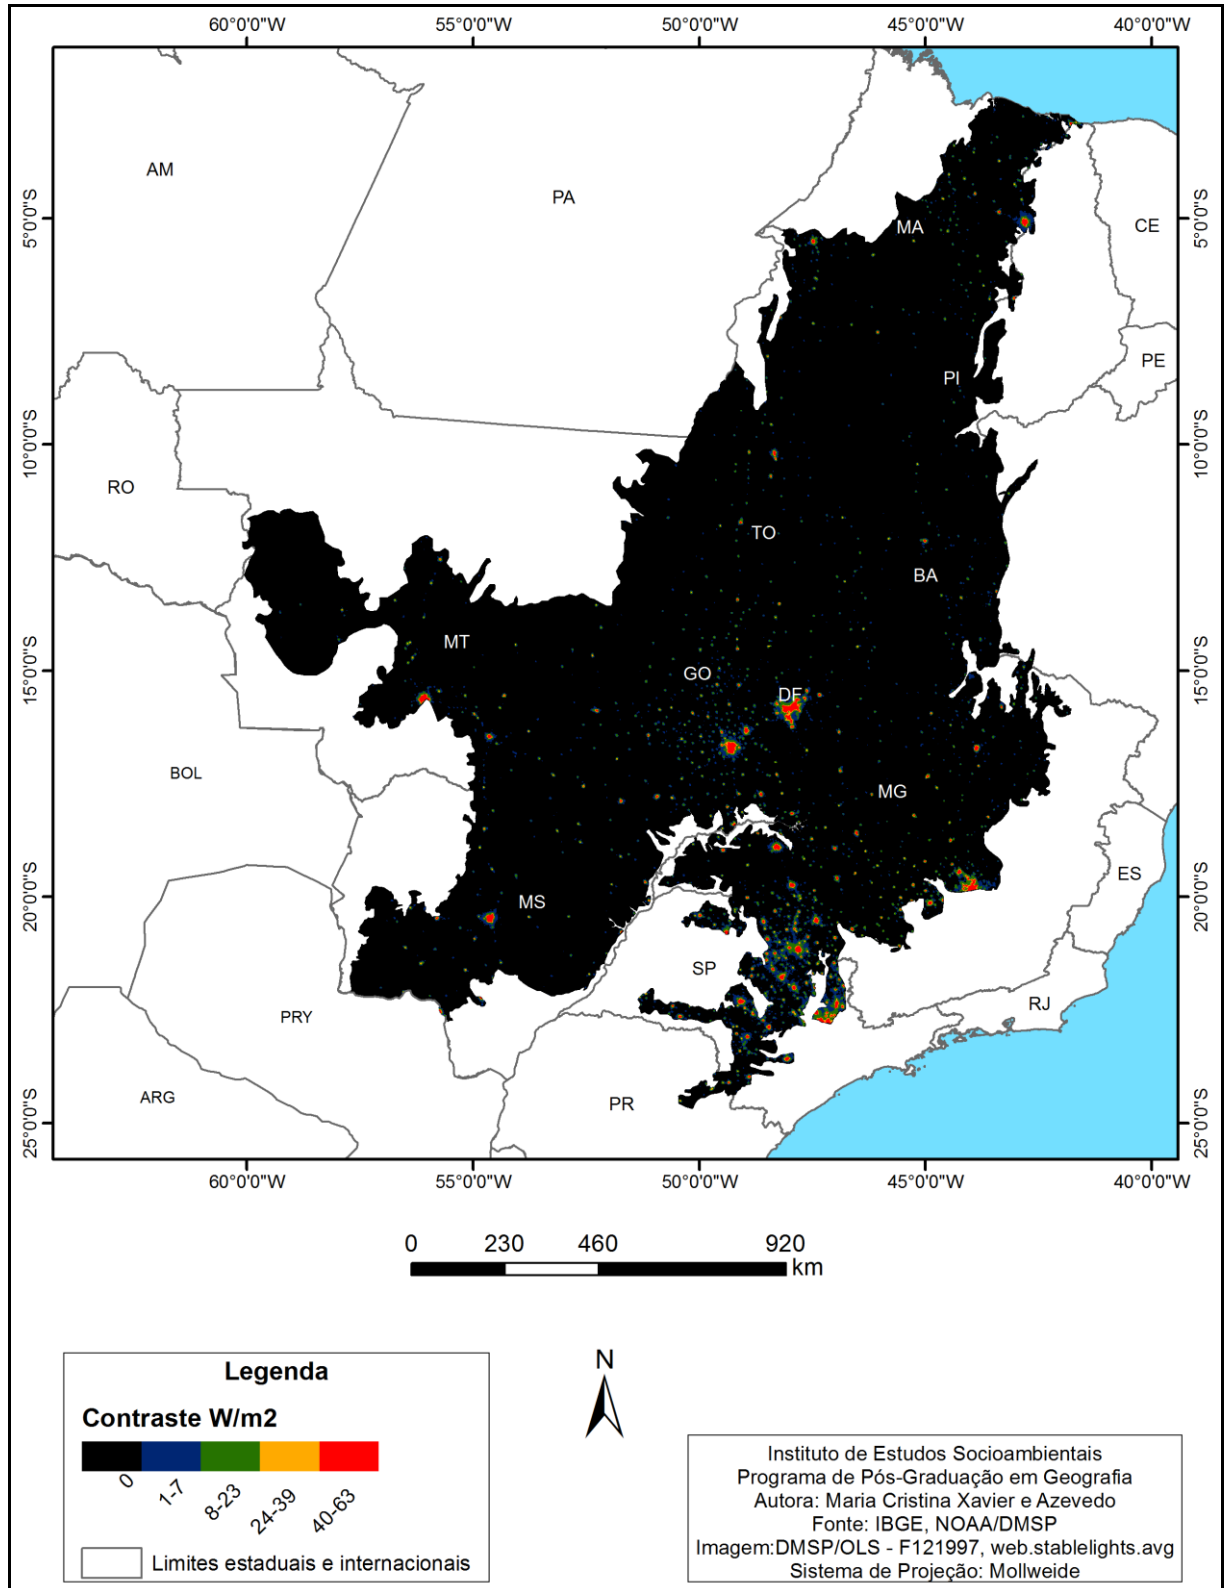 60°0'0"W 55°0'0"W 50°0'0"W 45°0'0"W 40°0'0"W
5°0'0"S
10°0'0"S
15°0'0"S
20°0'0"S
25°0'0"S
AM
PA
MA
CE
PI
PE
RO
TO
BA
MT
GO
DF
BOL
MG
MS
ES
SP
RJ
PRY
ARG
PR
5°0'0"S
10°0'0"S
15°0'0"S
20°0'0"S
25°0'0"S
60°0'0"W 55°0'0"W 50°0'0"W 45°0'0"W 40°0'0"W
0 230 460 920
km
N
Legenda
Contraste W/m2
0 1-7 8-23 24-39 40-63
Limites estaduais e internacionais
Instituto de Estudos Socioambientais
Programa de Pós-Graduação em Geografia
Autora: Maria Cristina Xavier e Azevedo
Fonte: IBGE, NOAA/DMSP
Imagem:DMSP/OLS - F121997, web.stablelights.avg
Sistema de Projeção: Mollweide